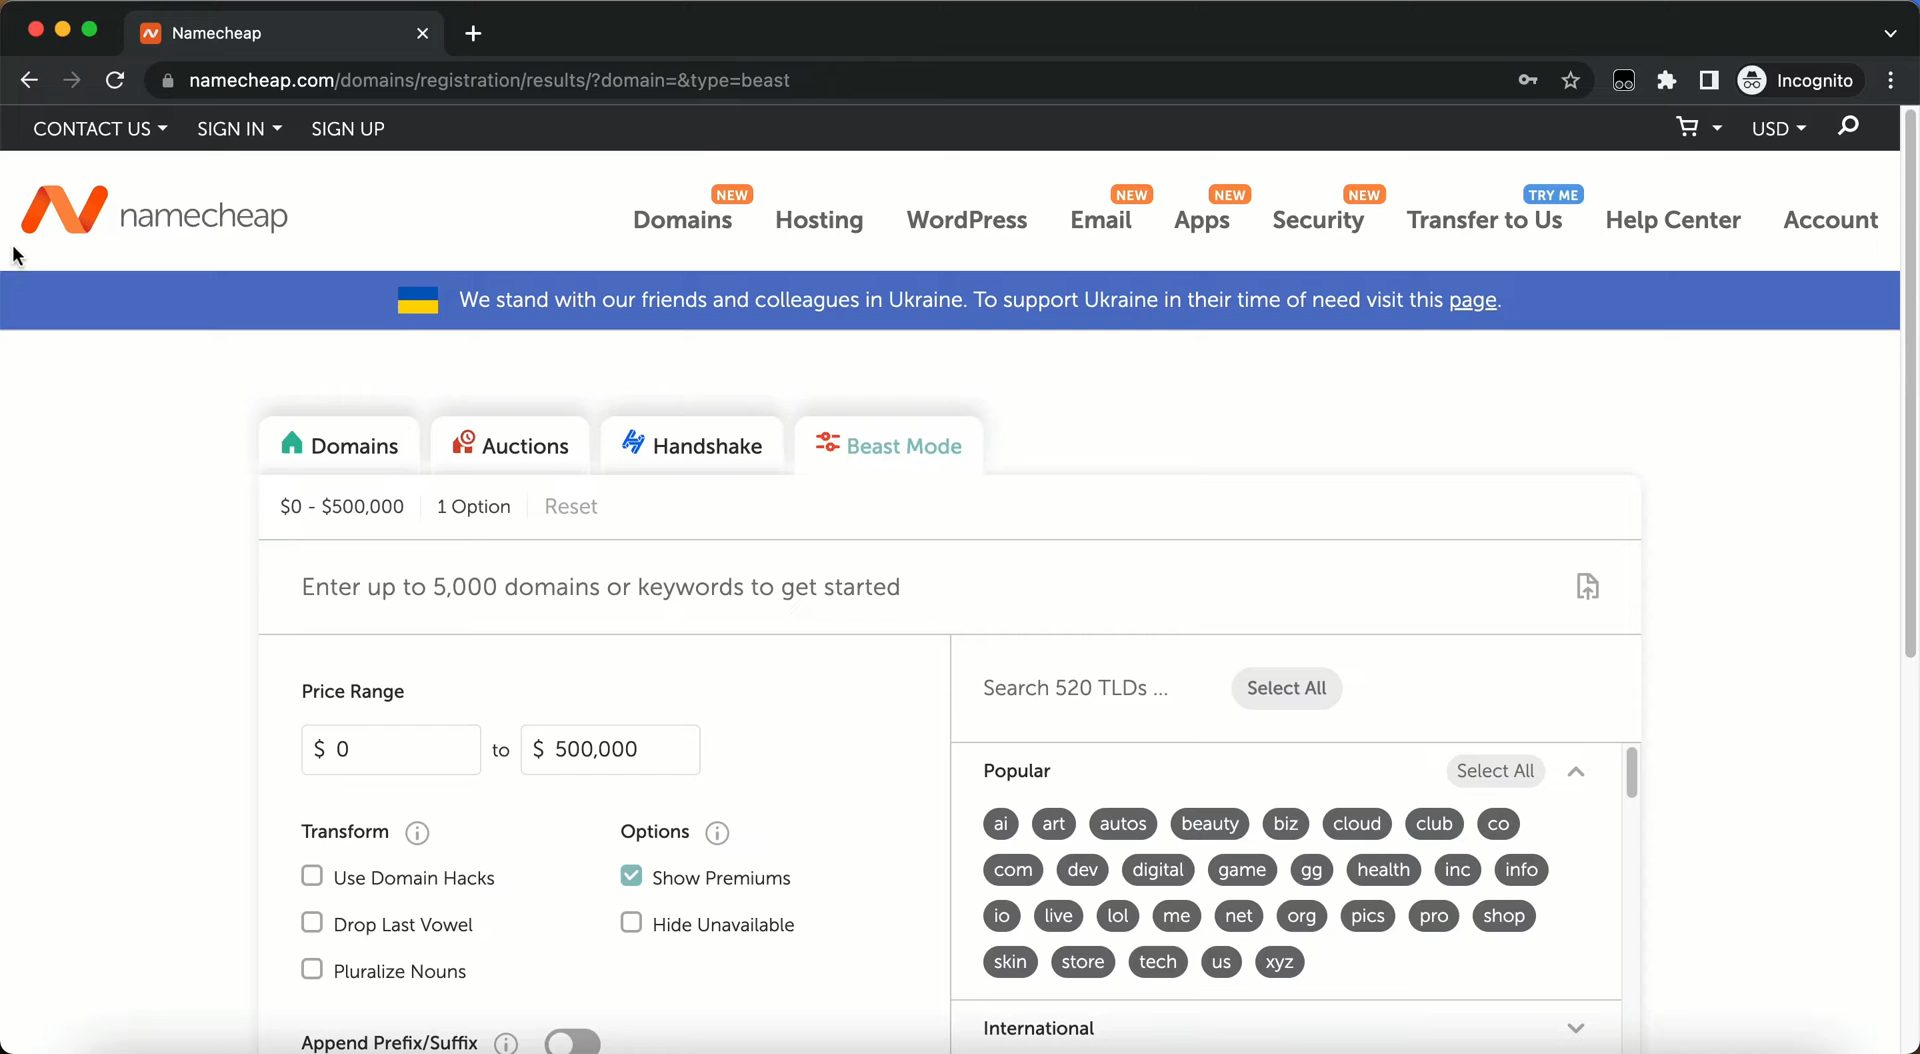 Namecheap
namecheap.com/domains/registration/results/?domain=&type=beast
Incognito
CONTACT US SIGN IN SIGN UP
USD
namecheap
NEW NEW NEW NEW TRY ME
Domains Hosting WordPress Email Apps Security Transfer to Us Help Center Account
We stand with our friends and colleagues in Ukraine. To support Ukraine in their time of need visit this page.
Domains Auctions Handshake Beast Mode
$0 - $500,000 1 Option Reset
Enter up to 5,000 domains or keywords to get started
Price Range
$ 0 to $ 500,000
Transform Options
Use Domain Hacks Show Premiums
Drop Last Vowel Hide Unavailable
Pluralize Nouns
Append Prefix/Suffix
Search 520 TLDs ... Select All
Popular Select All
ai art autos beauty biz cloud club co
com dev digital game gg health inc info
io live lol me net org pics pro shop
skin store tech us xyz
International